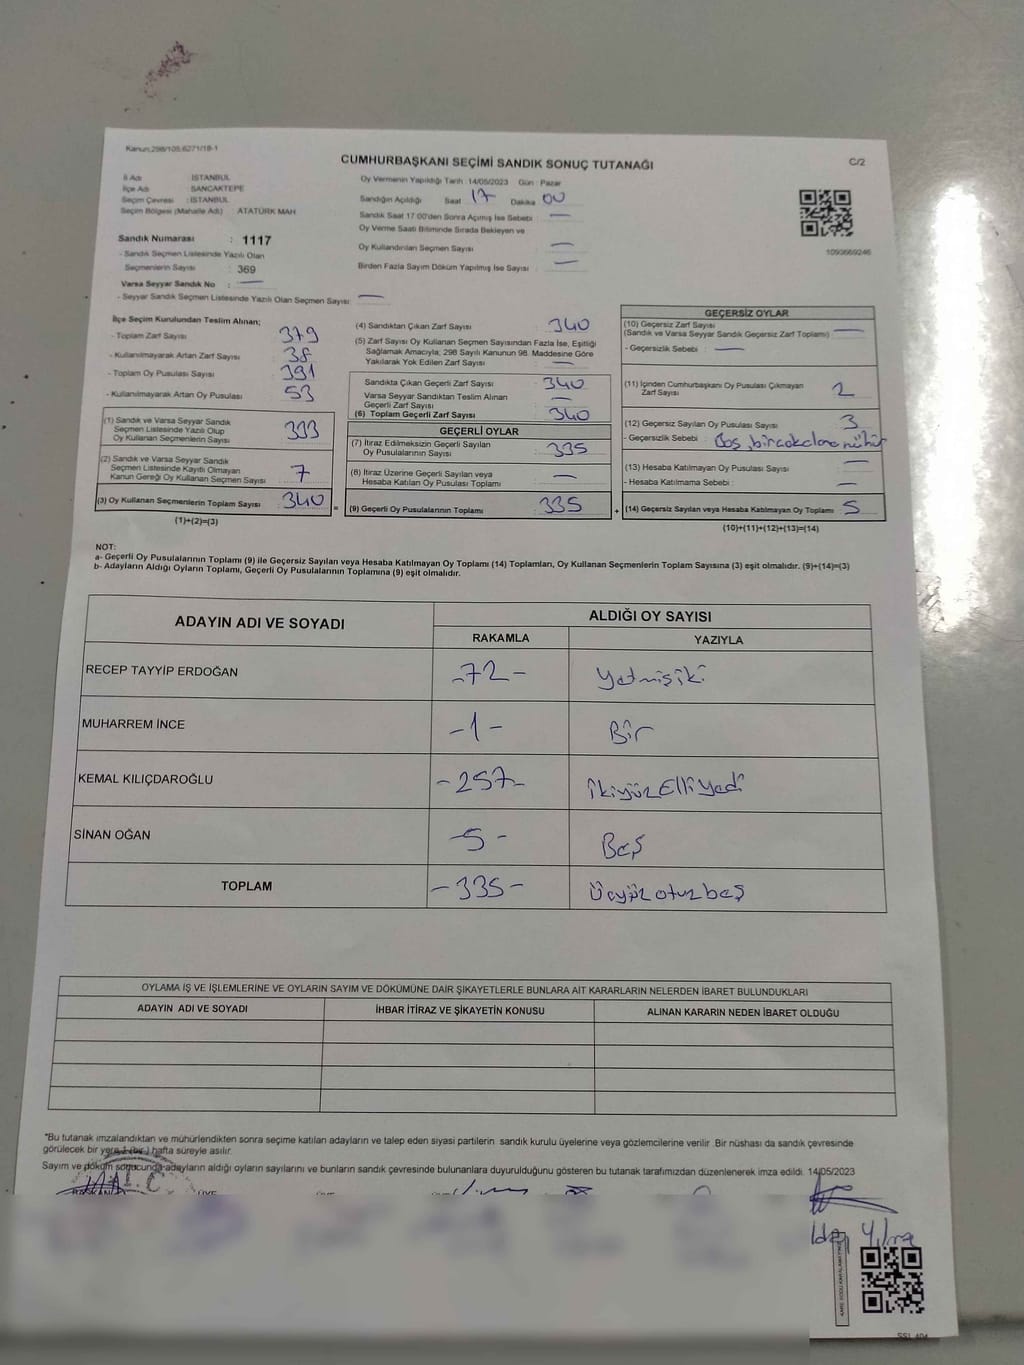 Kanun.298/105,6271/18-1
CUMHURBAŞKANI SEÇİMİ SANDIK SONUÇ TUTANAĞI
C/2
İl Adı : İSTANBUL
İlçe Adı : SANCAKTEPE
Seçim Çevresi : İSTANBUL
Seçim Bölgesi (Mahalle Adı) : ATATÜRK MAH
Sandık Numarası : 1117
- Sandık Seçmen Listesinde Yazılı Olan
Seçmenlerin Sayısı : 369
Varsa Seyyar Sandık No : —
- Seyyar Sandık Seçmen Listesinde Yazılı Olan Seçmen Sayısı : —
Oy Vermenin Yapıldığı Tarih : 14/05/2023 Gün : Pazar
Sandığın Açıldığı Saat 17 Dakika 00
Sandık Saat 17:00'den Sonra Açmış İse Sebebi : —
Oy Verme Saati Bitiminde Sırada Bekleyen ve
Oy Kullandırılan Seçmen Sayısı : —
Birden Fazla Sayım Döküm Yapılmış İse Sayısı : —
1093669246
İlçe Seçim Kurulundan Teslim Alınan;
- Toplam Zarf Sayısı : 379
- Kullanılmayarak Artan Zarf Sayısı : 38
- Toplam Oy Pusulası Sayısı : 391
- Kullanılmayarak Artan Oy Pusulası : 53
(1) Sandık ve Varsa Seyyar Sandık
Seçmen Listesinde Yazılı Olup
Oy Kullanan Seçmenlerin Sayısı : 333
(2) Sandık ve Varsa Seyyar Sandık
Seçmen Listesinde Kayıtlı Olmayan
Kanun Gereği Oy Kullanan Seçmen Sayısı : 7
(3) Oy Kullanan Seçmenlerin Toplam Sayısı : 340
(1)+(2)=(3)
(4) Sandıktan Çıkan Zarf Sayısı : 340
(5) Zarf Sayısı Oy Kullanan Seçmen Sayısından Fazla İse, Eşitliği
Sağlamak Amacıyla; 298 Sayılı Kanunun 98. Maddesine Göre
Yakılarak Yok Edilen Zarf Sayısı : —
Sandıkta Çıkan Geçerli Zarf Sayısı : 340
Varsa Seyyar Sandıktan Teslim Alınan
Geçerli Zarf Sayısı : —
(6) Toplam Geçerli Zarf Sayısı : 340
GEÇERLİ OYLAR
(7) İtiraz Edilmeksizin Geçerli Sayılan
Oy Pusulalarının Sayısı : 335
(8) İtiraz Üzerine Geçerli Sayılan veya
Hesaba Katılan Oy Pusulası Toplamı : —
= (9) Geçerli Oy Pusulalarının Toplamı : 335
GEÇERSİZ OYLAR
(10) Geçersiz Zarf Sayısı
(Sandık ve Varsa Seyyar Sandık Geçersiz Zarf Toplamı) : —
- Geçersizlik Sebebi : —
(11) İçinden Cumhurbaşkanı Oy Pusulası Çıkmayan
Zarf Sayısı : 2
(12) Geçersiz Sayılan Oy Pusulası Sayısı : 3
- Geçersizlik Sebebi : Boş,
(13) Hesaba Katılmayan Oy Pusulası Sayısı : —
- Hesaba Katılmama Sebebi : —
+ (14) Geçersiz Sayılan veya Hesaba Katılmayan Oy Toplamı : 5
(10)+(11)+(12)+(13)=(14)
NOT:
a- Geçerli Oy Pusulalarının Toplamı (9) ile Geçersiz Sayılan veya Hesaba Katılmayan Oy Toplamı (14) Toplamları, Oy Kullanan Seçmenlerin Toplam Sayısına (3) eşit olmalıdır. (9)+(14)=(3)
b- Adayların Aldığı Oyların Toplamı, Geçerli Oy Pusulalarının Toplamına (9) eşit olmalıdır.
ADAYIN ADI VE SOYADI
ALDIĞI OY SAYISI
RAKAMLA YAZIYLA
RECEP TAYYİP ERDOĞAN -72- Yetmişiki
MUHARREM İNCE -1- Bir
KEMAL KILIÇDAROĞLU -257- ikiyüzElliYedi
SİNAN OĞAN -5- Beş
TOPLAM -335- Üçyüzotuzbeş
OYLAMA İŞ VE İŞLEMLERİNE VE OYLARIN SAYIM VE DÖKÜMÜNE DAİR ŞİKAYETLERLE BUNLARA AİT KARARLARIN NELERDEN İBARET BULUNDUKLARI
ADAYIN ADI VE SOYADI İHBAR İTİRAZ VE ŞİKAYETİN KONUSU ALINAN KARARIN NEDEN İBARET OLDUĞU
*Bu tutanak imzalandıktan ve mühürlendikten sonra seçime katılan adayların ve talep eden siyasi partilerin sandık kurulu üyelerine veya gözlemcilerine verilir. Bir nüshası da sandık çevresinde
görülecek bir yere 1 (bir) hafta süreyle asılır.
Sayım ve döküm sonucunda adayların aldığı oyların sayılarını ve bunların sandık çevresinde bulunanlara duyurulduğunu gösteren bu tutanak tarafımızdan düzenlenerek imza edildi. 14/05/2023
BAŞKAN ÜYE